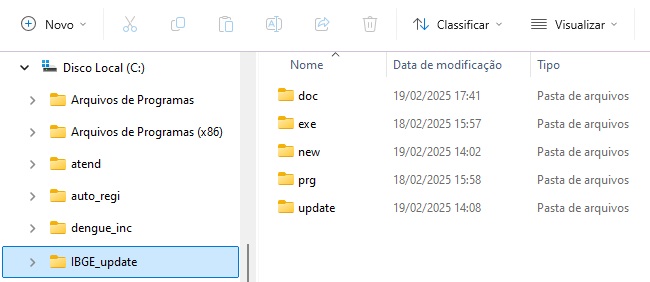 Novo Classificar Visualizar
Disco Local (C:)
Arquivos de Programas
Arquivos de Programas (x86)
atend
auto_regi
dengue_inc
IBGE_update
Nome Data de modificação Tipo
doc 19/02/2025 17:41 Pasta de arquivos
exe 18/02/2025 15:57 Pasta de arquivos
new 19/02/2025 14:02 Pasta de arquivos
prg 18/02/2025 15:58 Pasta de arquivos
update 19/02/2025 14:08 Pasta de arquivos